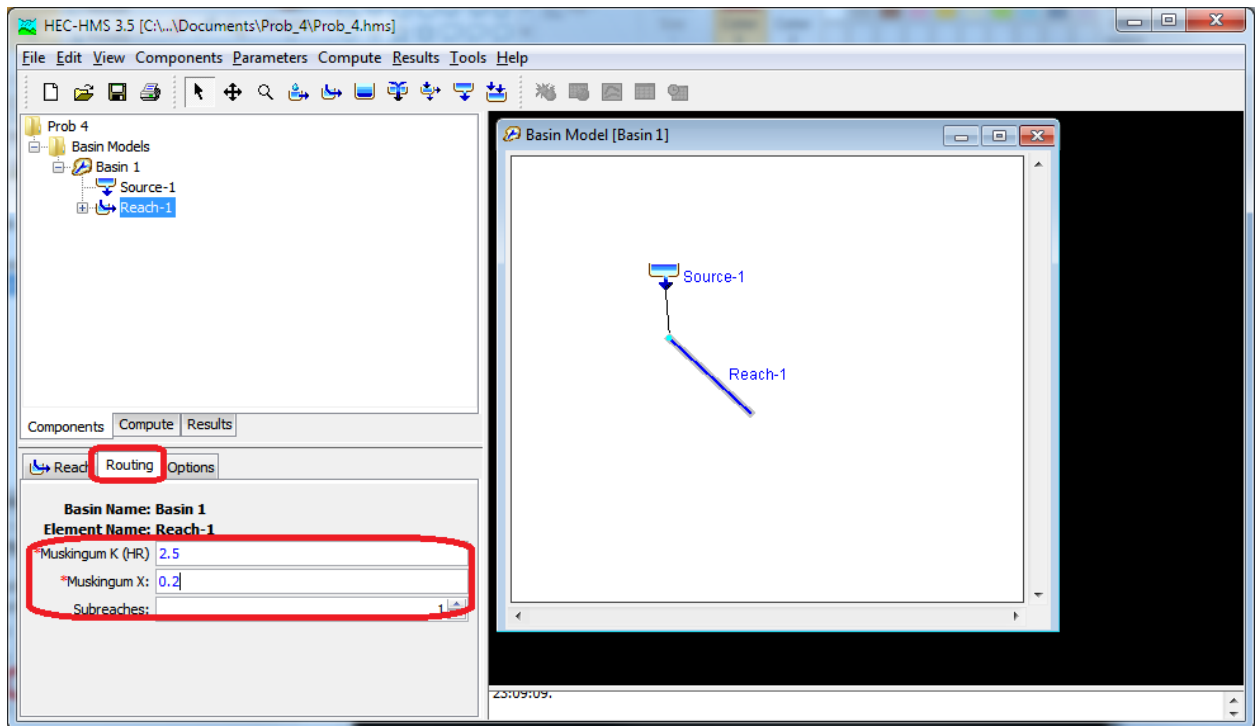 HEC-HMS 3.5 [C:\...\Documents\Prob_4\Prob_4.hms]
File Edit View Components Parameters Compute Results Tools Help
Prob 4
Basin Models
Basin 1
Source-1
Reach-1
Components Compute Results
Reach Routing Options
Basin Name: Basin 1
Element Name: Reach-1
*Muskingum K (HR) 2.5
*Muskingum X: 0.2
Subreaches: 1
Basin Model [Basin 1]
Source-1
Reach-1
23:09:09.